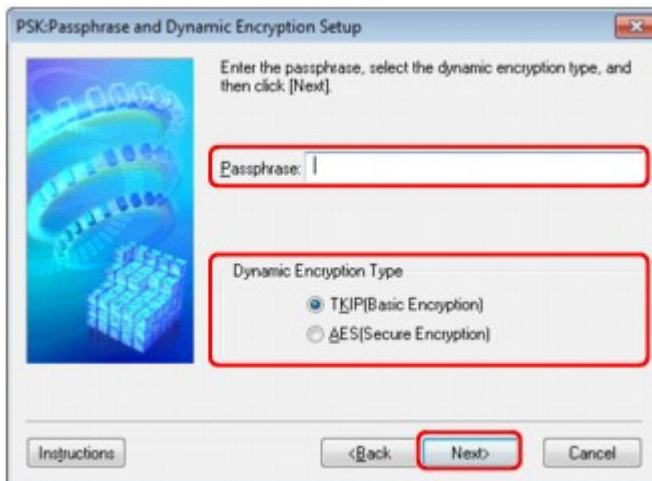 PSK:Passphrase and Dynamic Encryption Setup
Enter the passphrase, select the dynamic encryption type, and
then click [Next].
Passphrase:
Dynamic Encryption Type
TKIP(Basic Encryption)
AES(Secure Encryption)
Instructions
<Back
Next>
Cancel